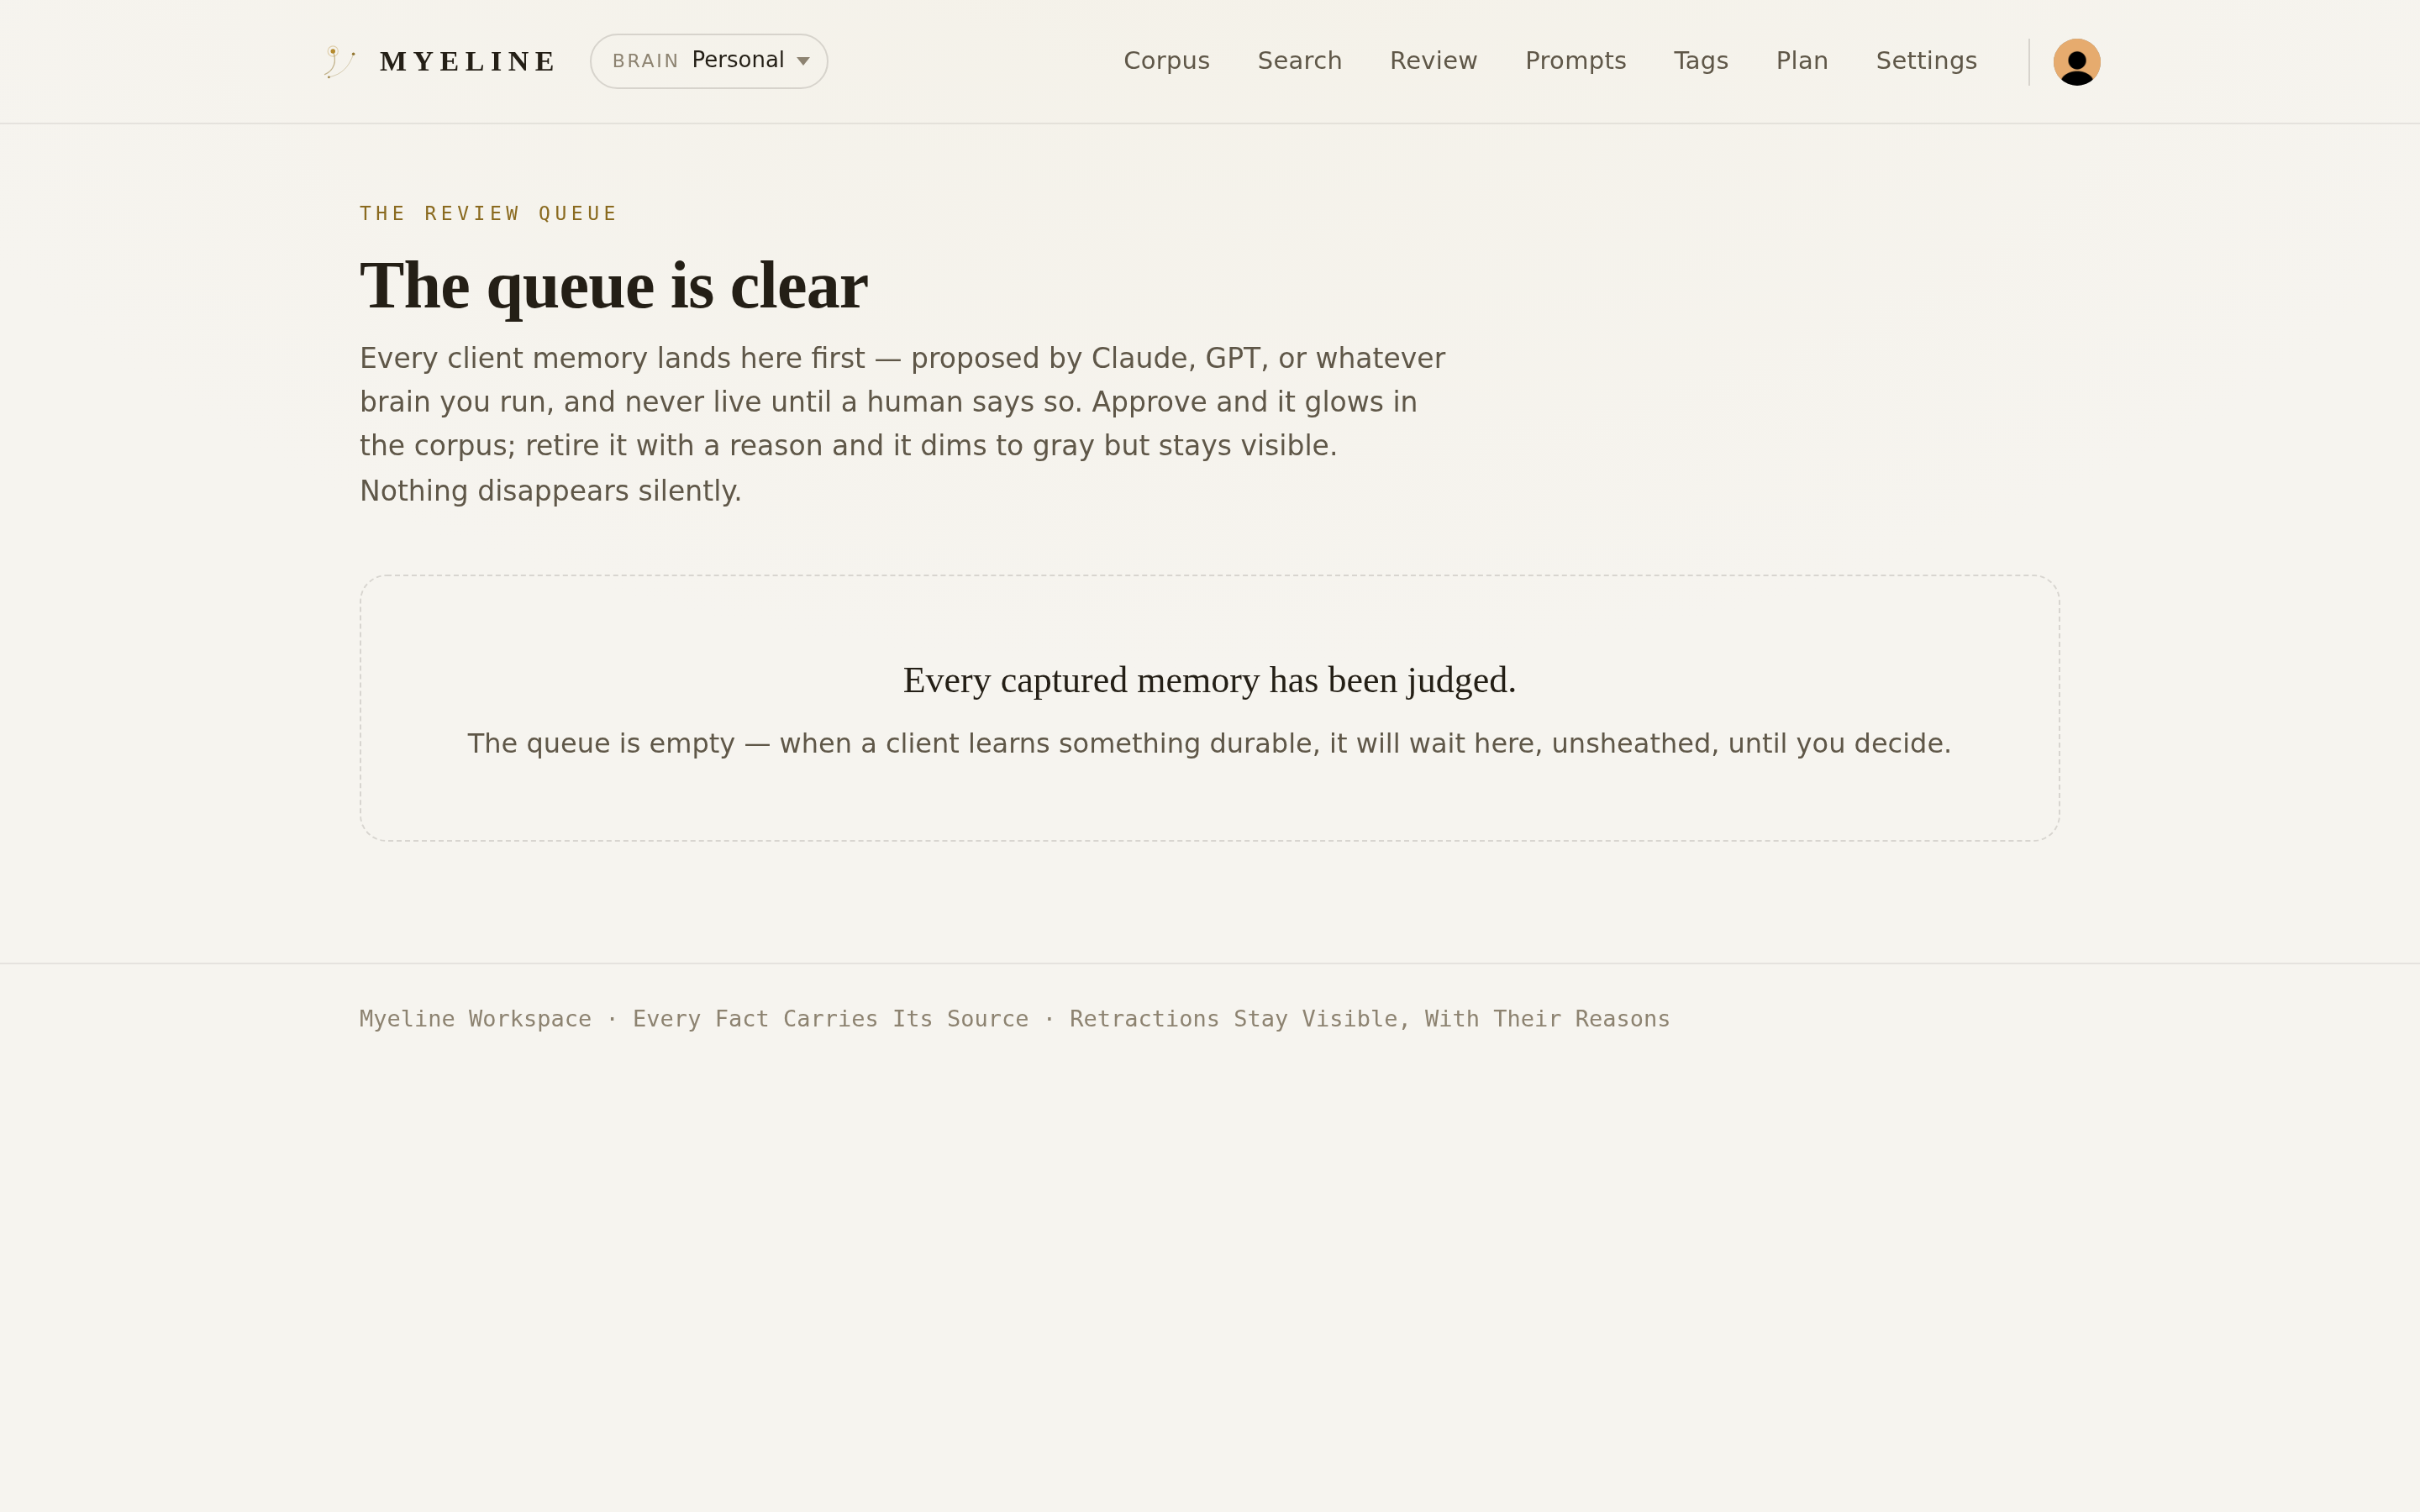 MYELINE
BRAIN Personal
Corpus Search Review Prompts Tags Plan Settings
THE REVIEW QUEUE
The queue is clear
Every client memory lands here first — proposed by Claude, GPT, or whatever
brain you run, and never live until a human says so. Approve and it glows in
the corpus; retire it with a reason and it dims to gray but stays visible.
Nothing disappears silently.
Every captured memory has been judged.
The queue is empty — when a client learns something durable, it will wait here, unsheathed, until you decide.
Myeline Workspace · Every Fact Carries Its Source · Retractions Stay Visible, With Their Reasons